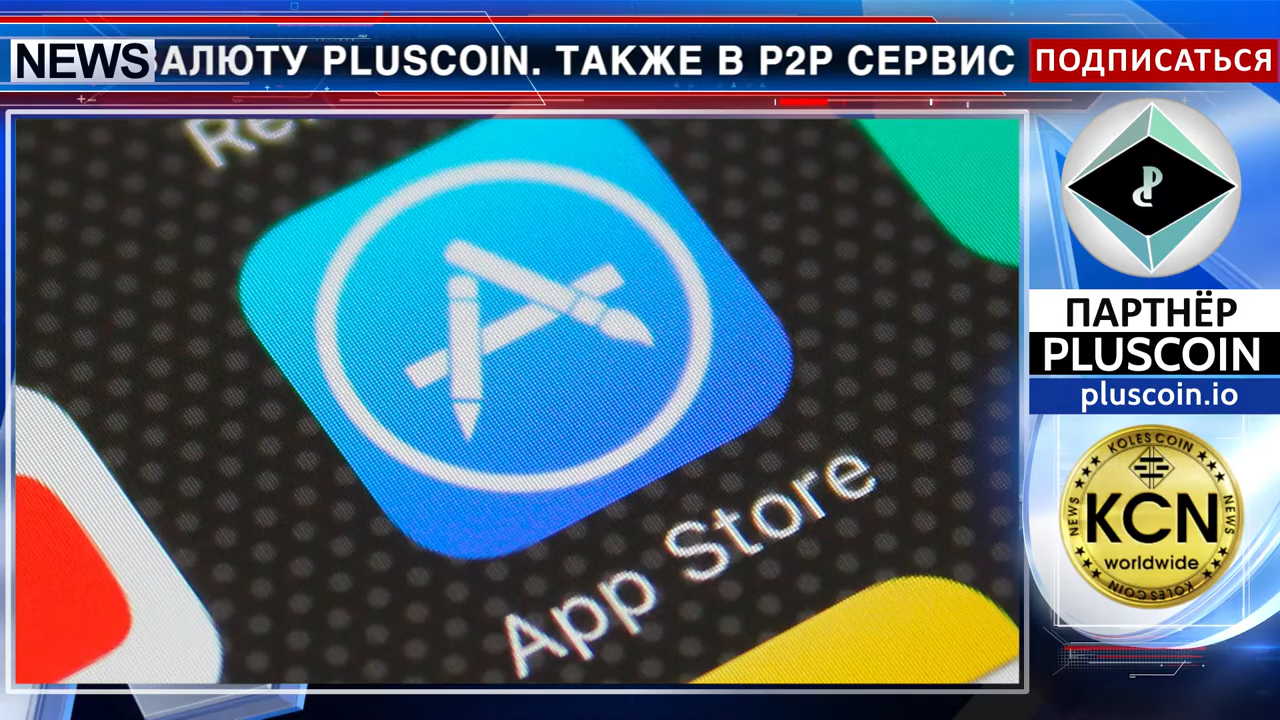 NEWS
АЛЮТУ PLUSCOIN. ТАКЖЕ В P2P СЕРВИС
ПОДПИСАТЬСЯ
App Store
ПАРТНЁР
PLUSCOIN
pluscoin.io
KOLES COIN
NEWS
KCN
NEWS
worldwide
KOLES COIN